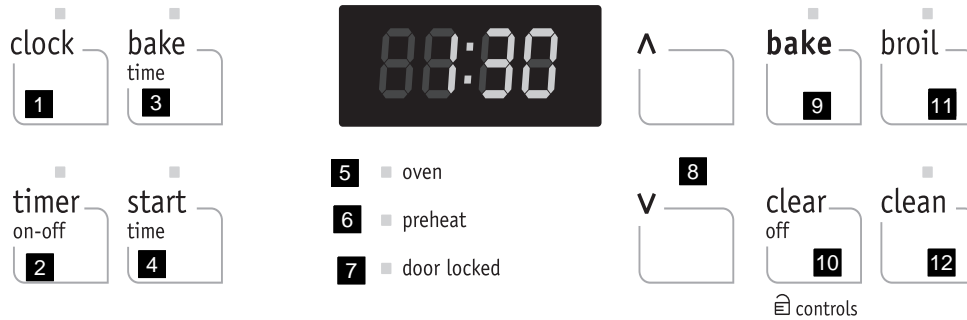 clock
bake
time
1
3
1:30
∧
bake
9
broil
11
timer
on-off
2
start
time
4
5 oven
6 preheat
7 door locked
8
∨
clear
off
10
clean
12
controls